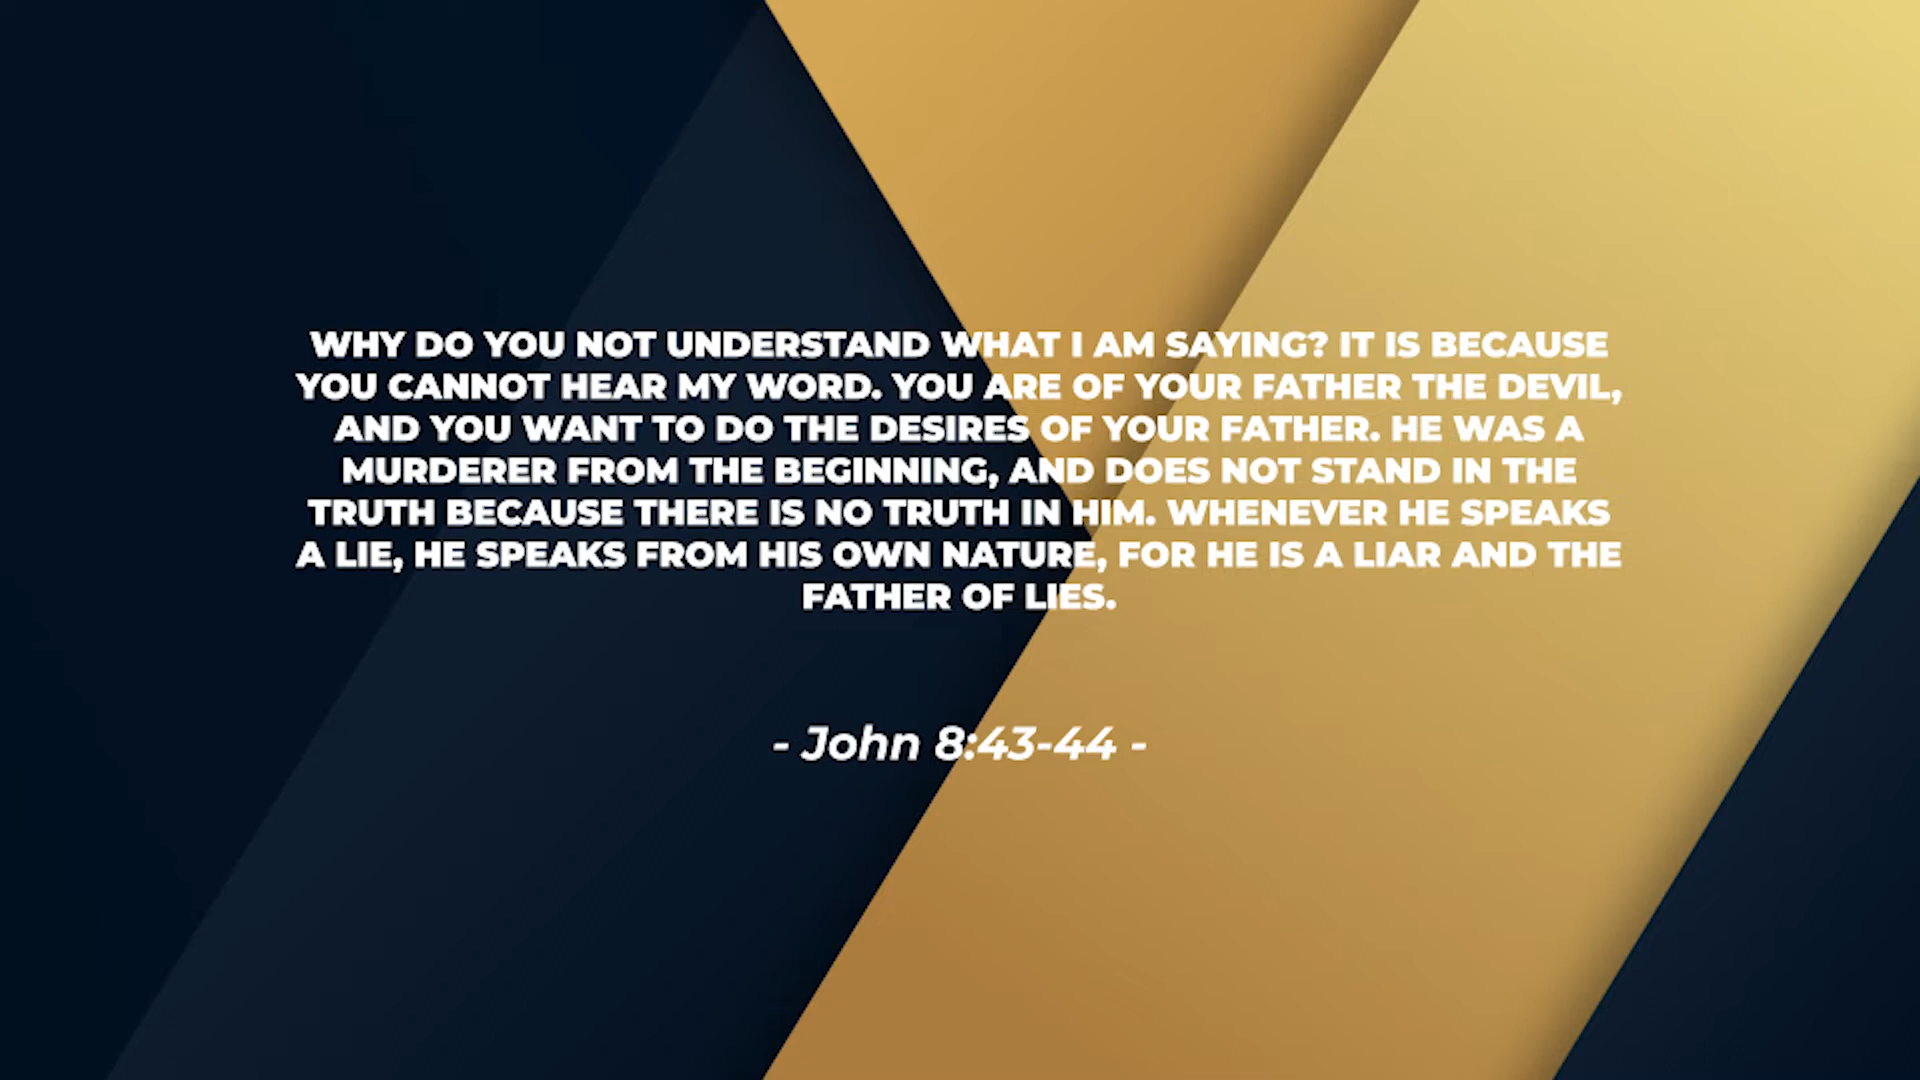 WHY DO YOU NOT UNDERSTAND WHAT I AM SAYING? IT IS BECAUSE
YOU CANNOT HEAR MY WORD. YOU ARE OF YOUR FATHER THE DEVIL,
AND YOU WANT TO DO THE DESIRES OF YOUR FATHER. HE WAS A
MURDERER FROM THE BEGINNING, AND DOES NOT STAND IN THE
TRUTH BECAUSE THERE IS NO TRUTH IN HIM. WHENEVER HE SPEAKS
A LIE, HE SPEAKS FROM HIS OWN NATURE, FOR HE IS A LIAR AND THE
FATHER OF LIES.
- John 8:43-44 -